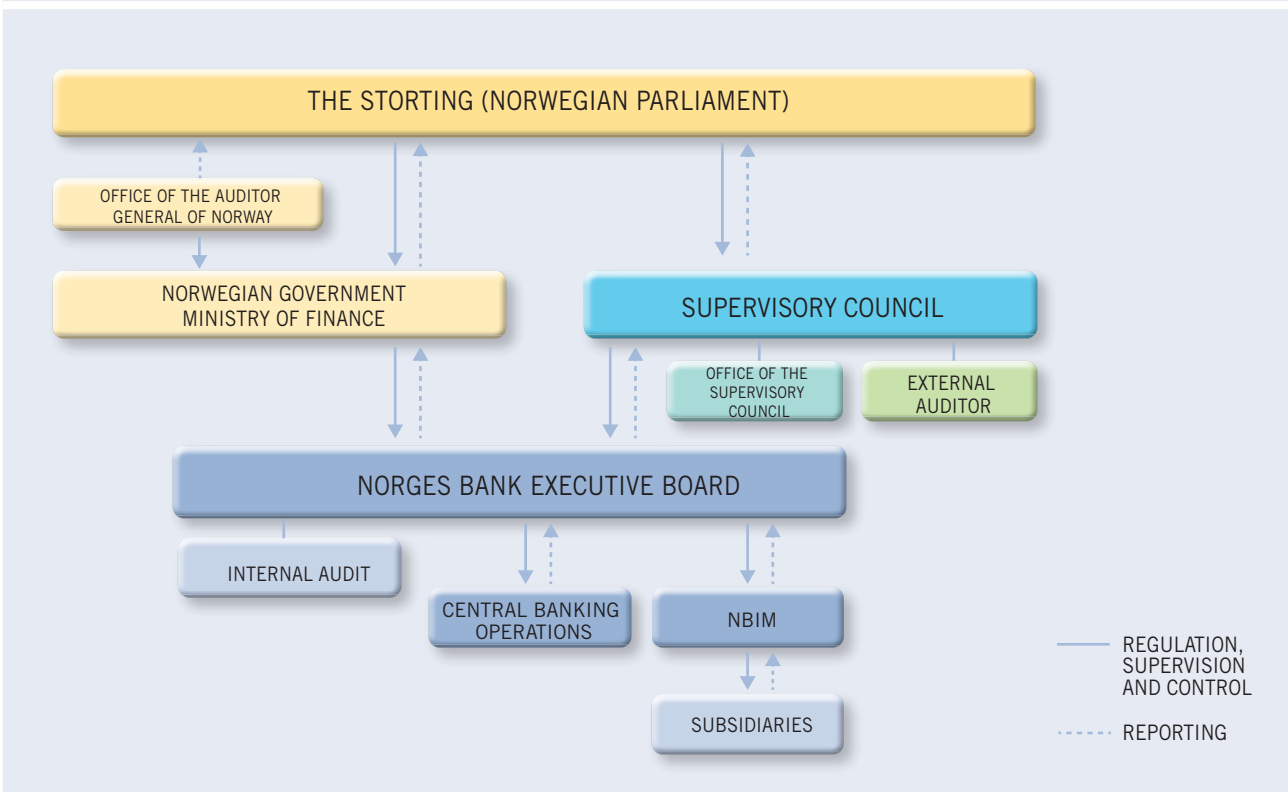 THE STORTING (NORWEGIAN PARLIAMENT)
OFFICE OF THE AUDITOR
GENERAL OF NORWAY
NORWEGIAN GOVERNMENT
MINISTRY OF FINANCE
SUPERVISORY COUNCIL
OFFICE OF THE
SUPERVISORY
COUNCIL
EXTERNAL
AUDITOR
NORGES BANK EXECUTIVE BOARD
INTERNAL AUDIT
CENTRAL BANKING
OPERATIONS
NBIM
SUBSIDIARIES
REGULATION,
SUPERVISION
AND CONTROL
REPORTING